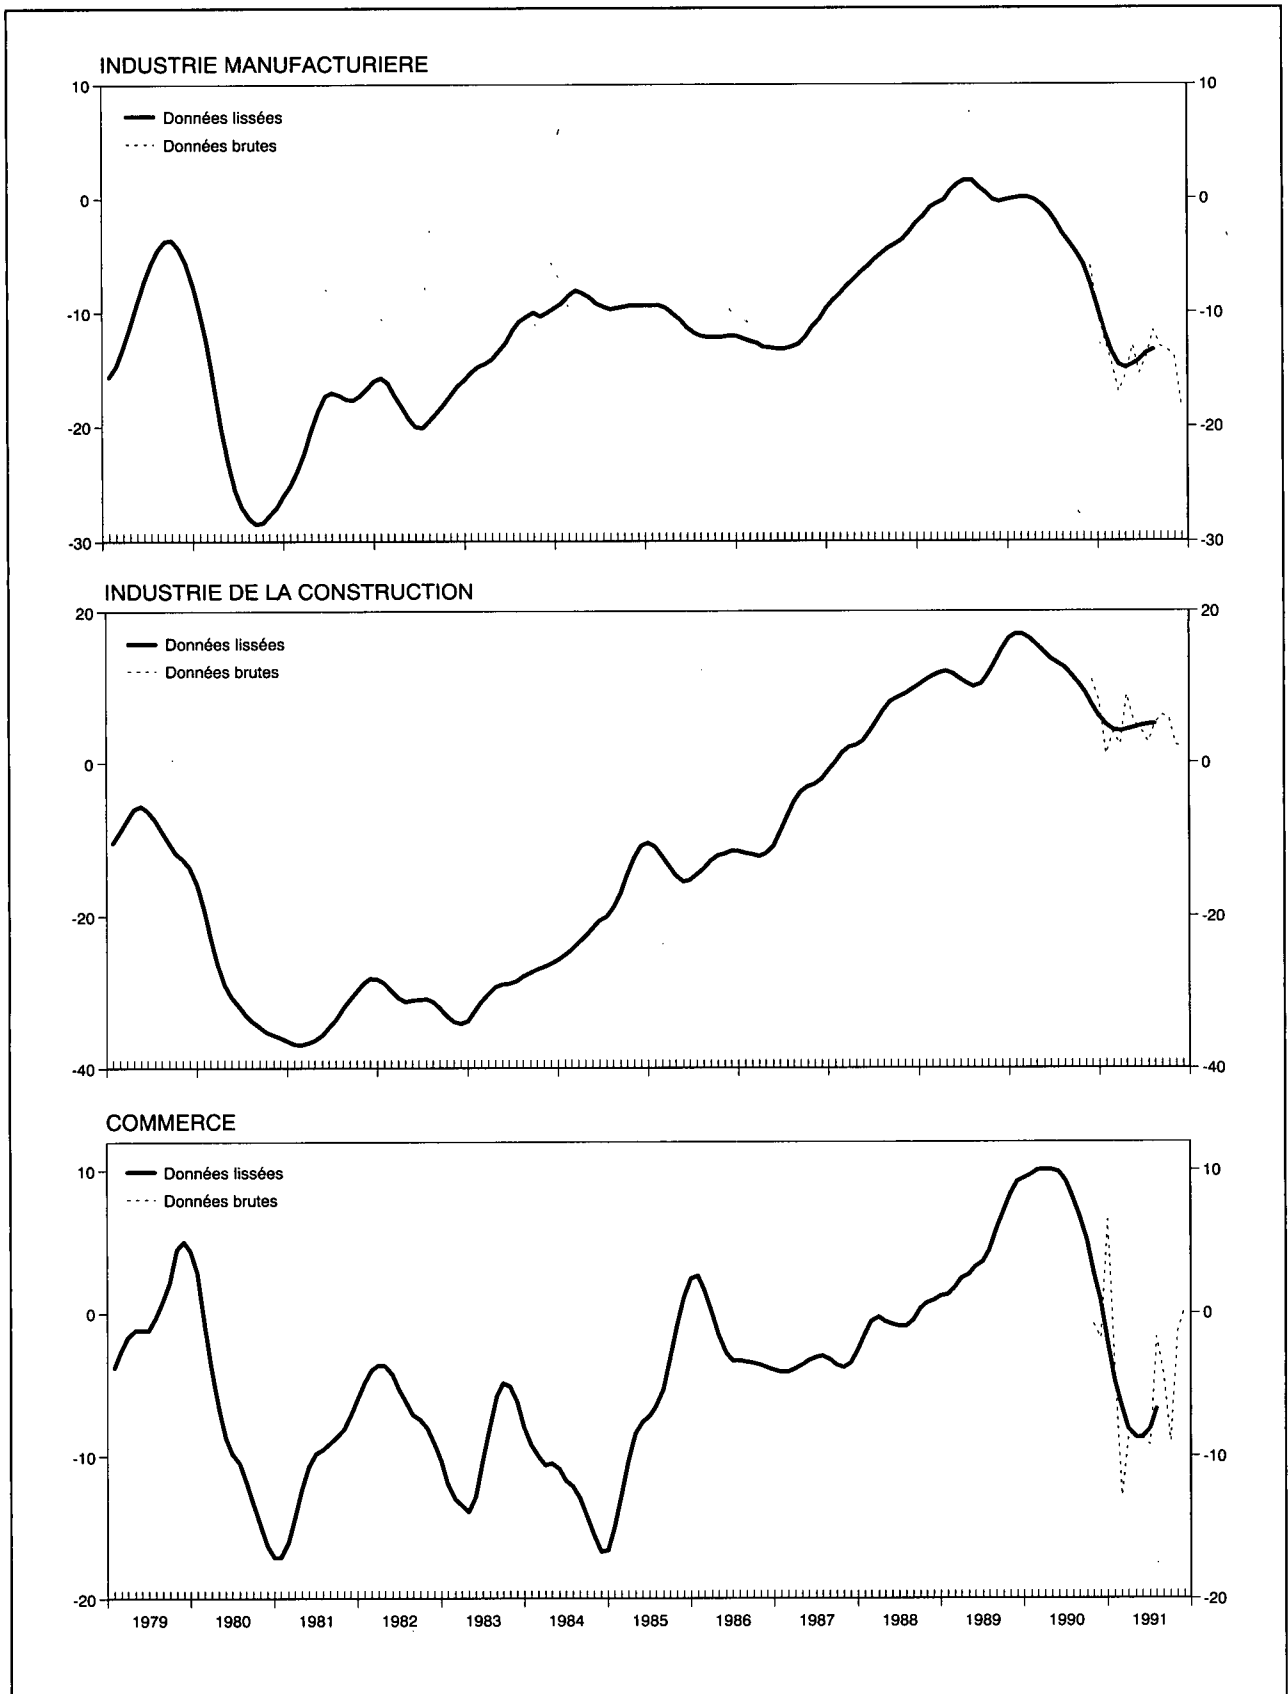 INDUSTRIE MANUFACTURIERE
10
10
Données lissées
Données brutes
0
0
-10
-10
-20
-20
-30
-30
INDUSTRIE DE LA CONSTRUCTION
20
20
Données lissées
Données brutes
0
0
-20
-20
-40
-40
COMMERCE
10
10
Données lissées
Données brutes
0
0
-10
-10
-20
-20
1979 1980 1981 1982 1983 1984 1985 1986 1987 1988 1989 1990 1991